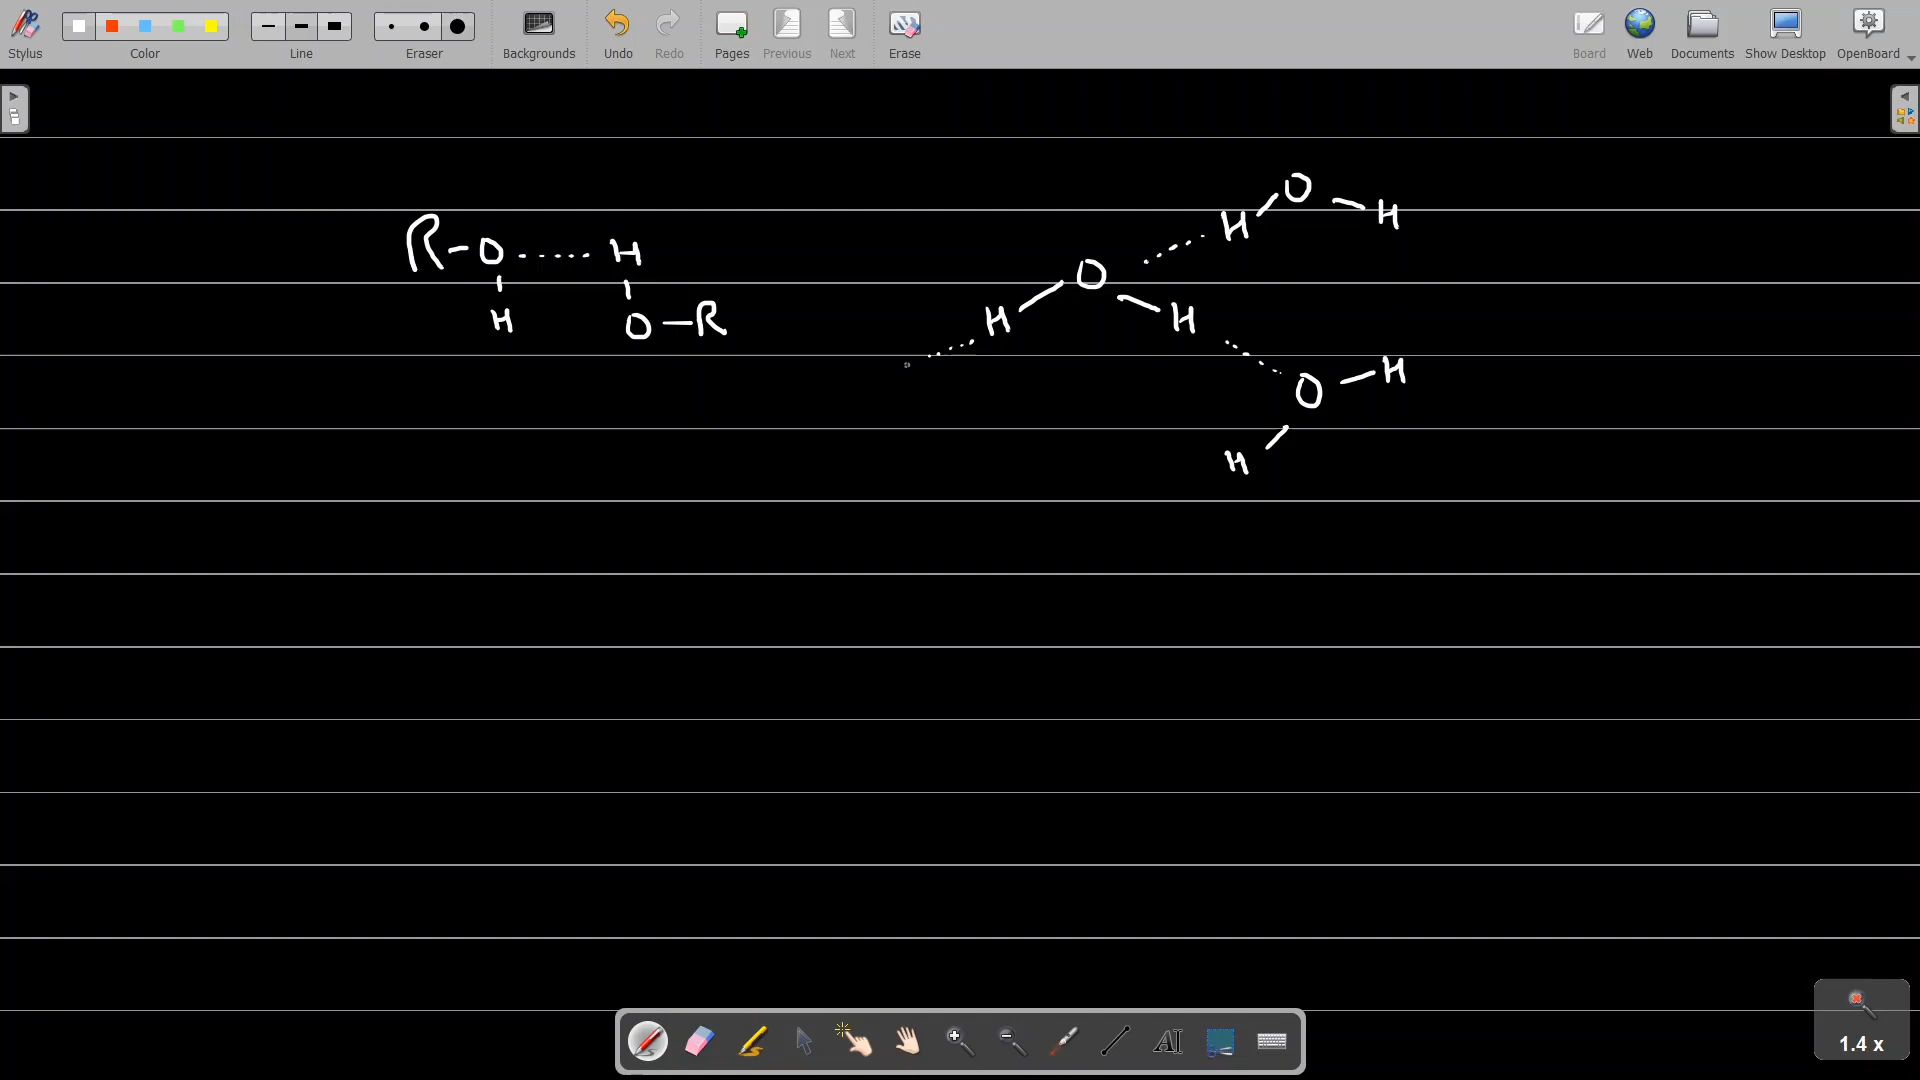 Stylus Color Line Eraser Backgrounds Undo Redo Pages Previous Next Erase Board Web Documents Show Desktop OpenBoard
H-O-H
R-O.....H
H-O-H
H O-R
O-H
H
AI
1.4 x